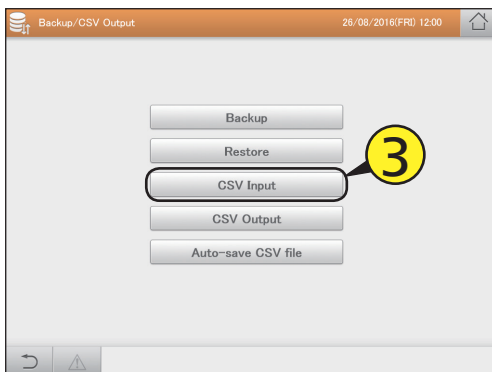 Backup/CSV Output 26/08/2016(FRI) 12:00
Backup
Restore
3
CSV Input
CSV Output
Auto-save CSV file